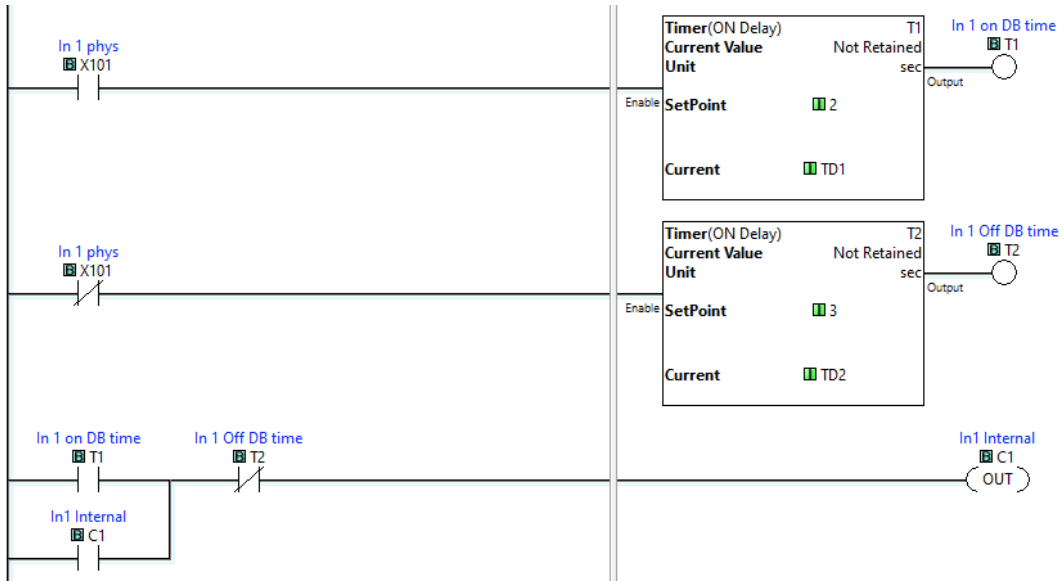 In 1 phys
B X101
Timer(ON Delay) T1
Current Value Not Retained
Unit sec
Enable SetPoint I 2
Current I TD1
In 1 on DB time
B T1
Output
In 1 phys
B X101
Timer(ON Delay) T2
Current Value Not Retained
Unit sec
Enable SetPoint I 3
Current I TD2
In 1 Off DB time
B T2
Output
In 1 on DB time
B T1
In 1 Off DB time
B T2
In1 Internal
B C1
OUT
In1 Internal
B C1